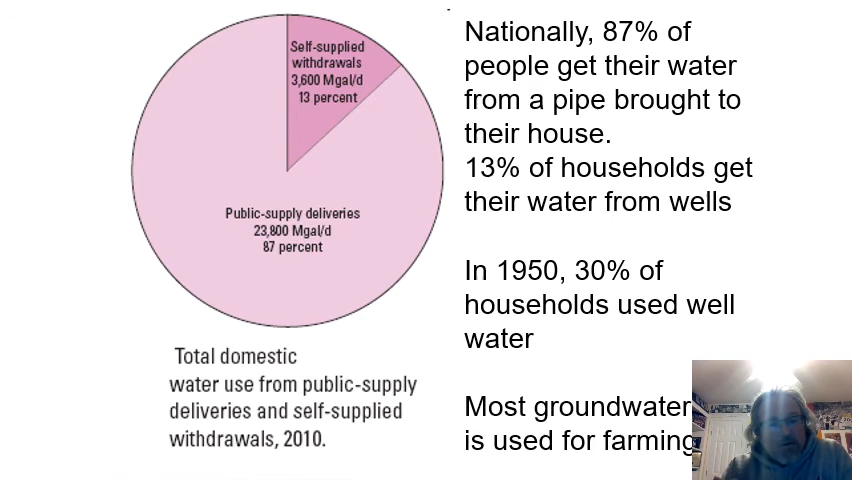 Self-supplied
withdrawals
3,600 Mgal/d
13 percent
Public-supply deliveries
23,800 Mgal/d
87 percent
Total domestic
water use from public-supply
deliveries and self-supplied
withdrawals, 2010.
Nationally, 87% of
people get their water
from a pipe brought to
their house.
13% of households get
their water from wells
In 1950, 30% of
households used well
water
Most groundwater
is used for farming